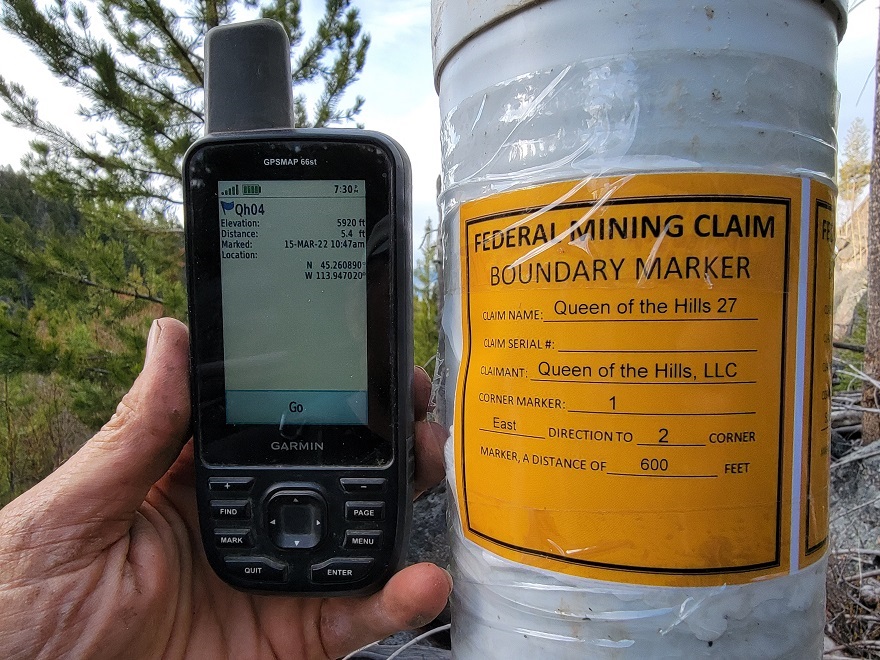 GPSMAP 66st
7:30
Qh04
Elevation: 5920 ft
Distance: 5.4 ft
Marked: 15-MAR-22 10:47am
Location:
N 45.260890°
W 113.947020°
Go
GARMIN
+ -
FIND PAGE
MARK MENU
QUIT ENTER
FEDERAL MINING CLAIM
BOUNDARY MARKER
CLAIM NAME: Queen of the Hills 27
CLAIM SERIAL #:
CLAIMANT: Queen of the Hills, LLC
CORNER MARKER: 1
East DIRECTION TO 2 CORNER
MARKER, A DISTANCE OF 600 FEET